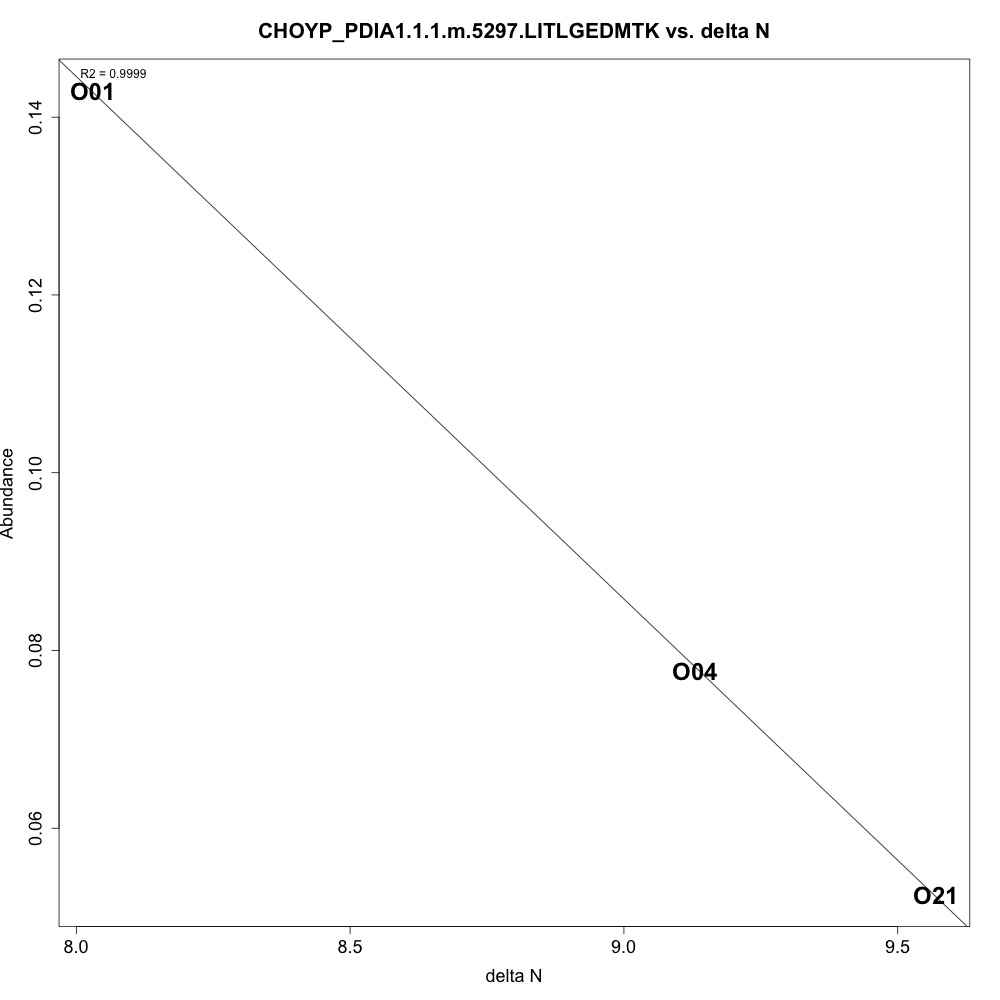 CHOYP_PDIA1.1.1.m.5297.LITLGEDMTK vs. delta N
R2 = 0.9999
O01
0.14
0.12
0.10
Abundance
0.08
O04
0.06
O21
8.0 8.5 9.0 9.5
delta N